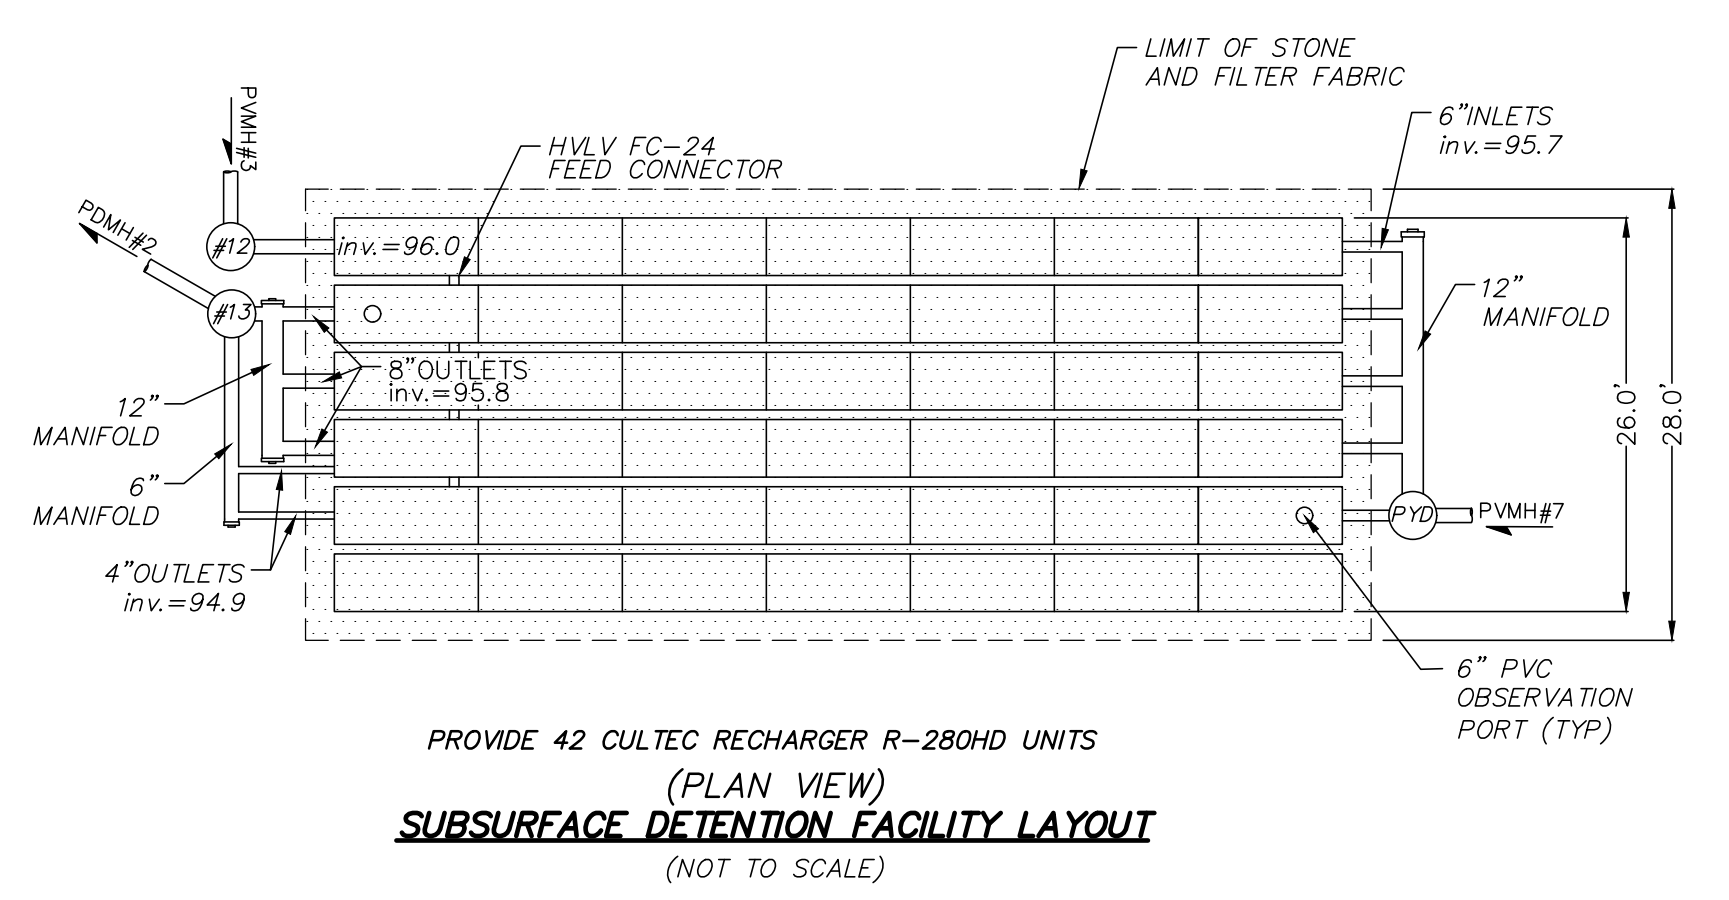 LIMIT OF STONE
AND FILTER FABRIC
6"INLETS
inv.=95.7
PVMH#3
HVLV FC-24
FEED CONNECTOR
PDMH#2
#12
inv.=96.0
#13
12"
MANIFOLD
8"OUTLETS
inv.=95.8
12"
MANIFOLD
6"
MANIFOLD
26.0'
28.0'
PYD
PVMH#7
4"OUTLETS
inv.=94.9
6" PVC
OBSERVATION
PORT (TYP)
PROVIDE 42 CULTEC RECHARGER R-280HD UNITS
(PLAN VIEW)
SUBSURFACE DETENTION FACILITY LAYOUT
(NOT TO SCALE)